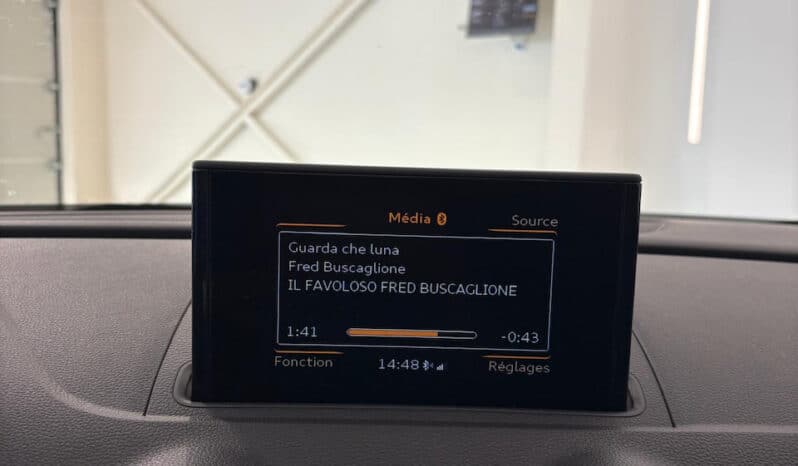 Média
Source
Guarda che luna
Fred Buscaglione
IL FAVOLOSO FRED BUSCAGLIONE
1:41
-0:43
Fonction
14:48
Réglages